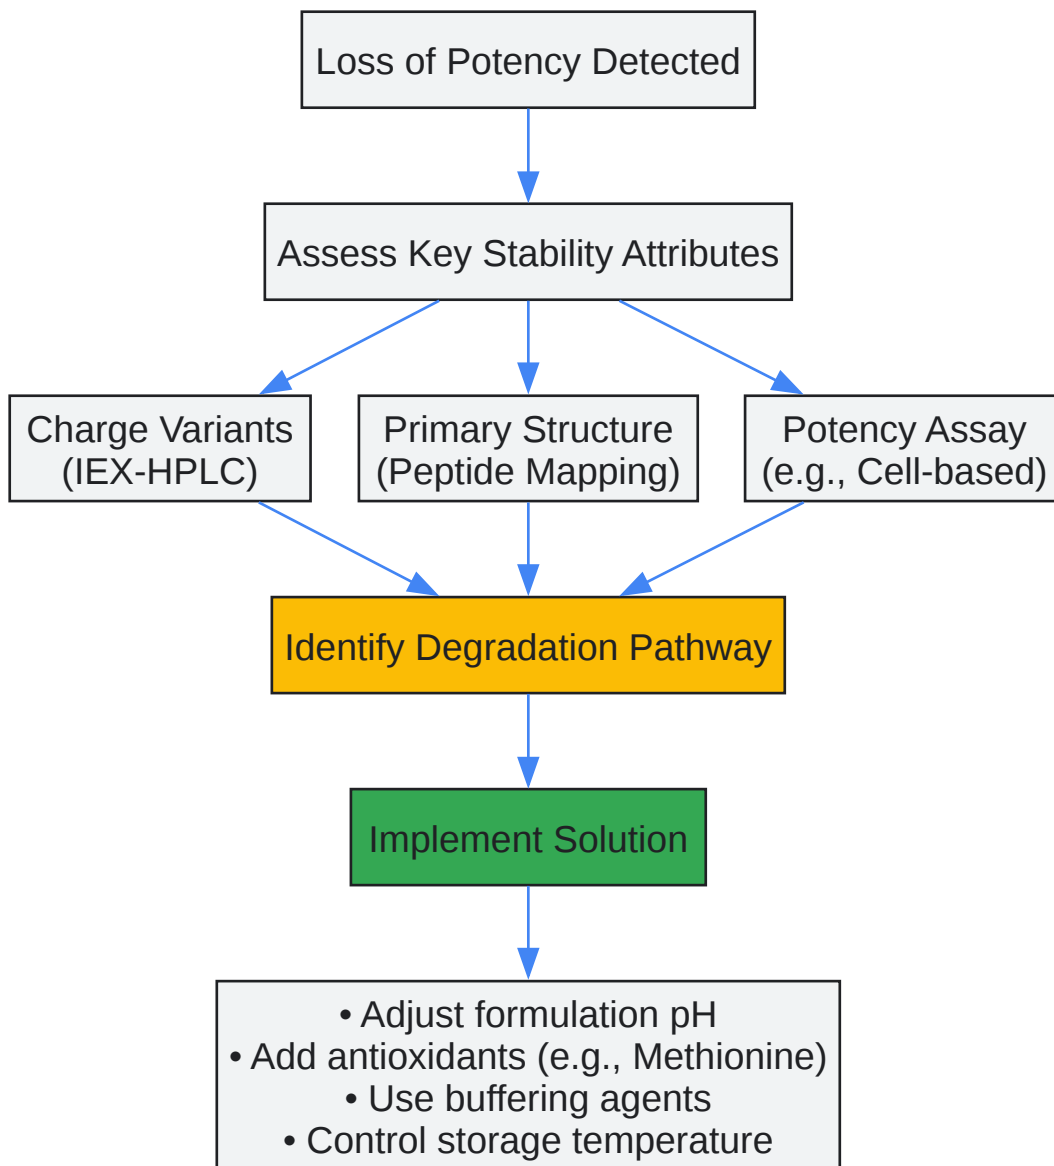 Loss of Potency Detected
Assess Key Stability Attributes
Charge Variants
(IEX-HPLC)
Primary Structure
(Peptide Mapping)
Potency Assay
(e.g., Cell-based)
Identify Degradation Pathway
Implement Solution
• Adjust formulation pH
• Add antioxidants (e.g., Methionine)
• Use buffering agents
• Control storage temperature